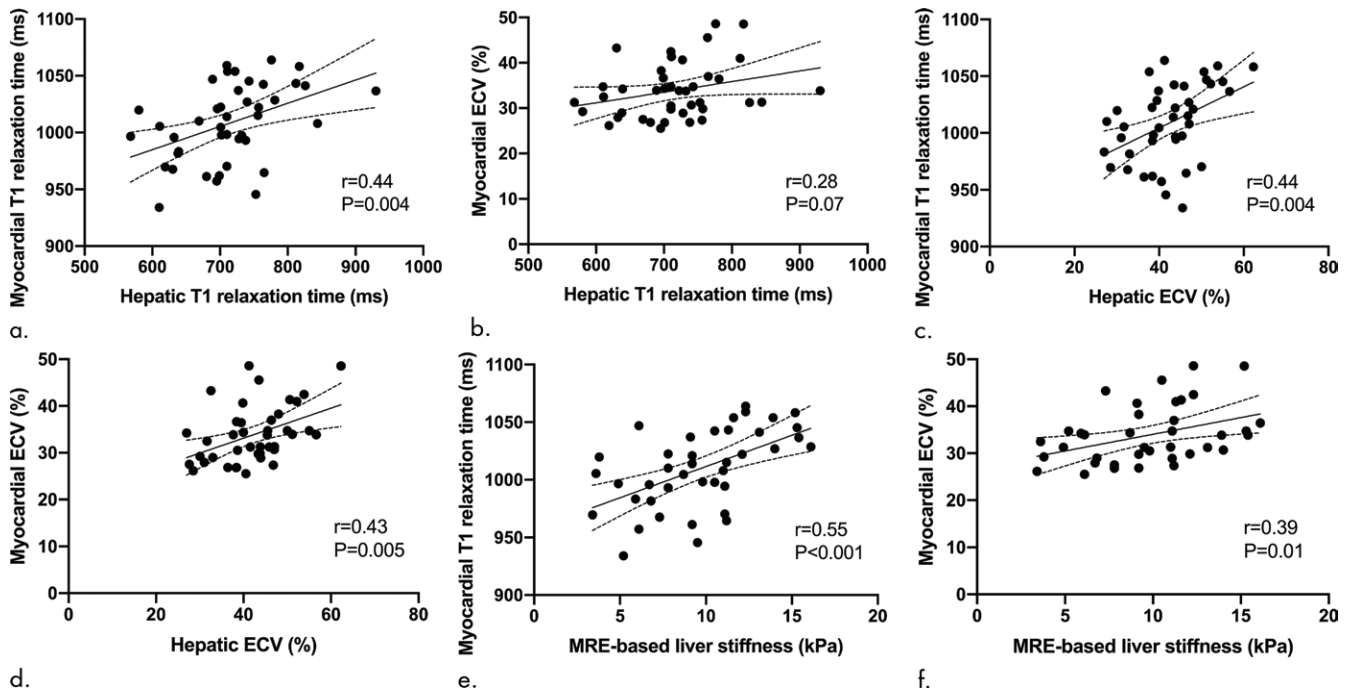 Myocardial T1 relaxation time (ms)
1100
1050
1000
950
900
500 600 700 800 900 1000
Hepatic T1 relaxation time (ms)
r=0.44
P=0.004
a.
Myocardial ECV (%)
50
40
30
20
10
0
500 600 700 800 900 1000
Hepatic T1 relaxation time (ms)
r=0.28
P=0.07
b.
Myocardial T1 relaxation time (ms)
1100
1050
1000
950
900
0 20 40 60 80
Hepatic ECV (%)
r=0.44
P=0.004
c.
Myocardial ECV (%)
50
40
30
20
10
0
0 20 40 60 80
Hepatic ECV (%)
r=0.43
P=0.005
d.
Myocardial T1 relaxation time (ms)
1100
1050
1000
950
900
0 5 10 15 20
MRE-based liver stiffness (kPa)
r=0.55
P<0.001
e.
Myocardial ECV (%)
50
40
30
20
10
0
0 5 10 15 20
MRE-based liver stiffness (kPa)
r=0.39
P=0.01
f.